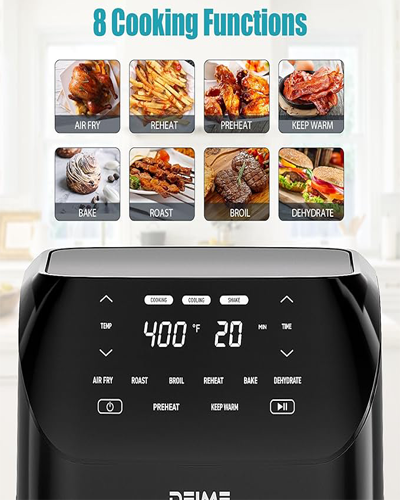 8 Cooking Functions
AIR FRY REHEAT PREHEAT KEEP WARM
BAKE ROAST BROIL DEHYDRATE
COOKING COOLING SHAKE
TEMP 400 °F 20 MIN TIME
AIR FRY ROAST BROIL REHEAT BAKE DEHYDRATE
PREHEAT KEEP WARM